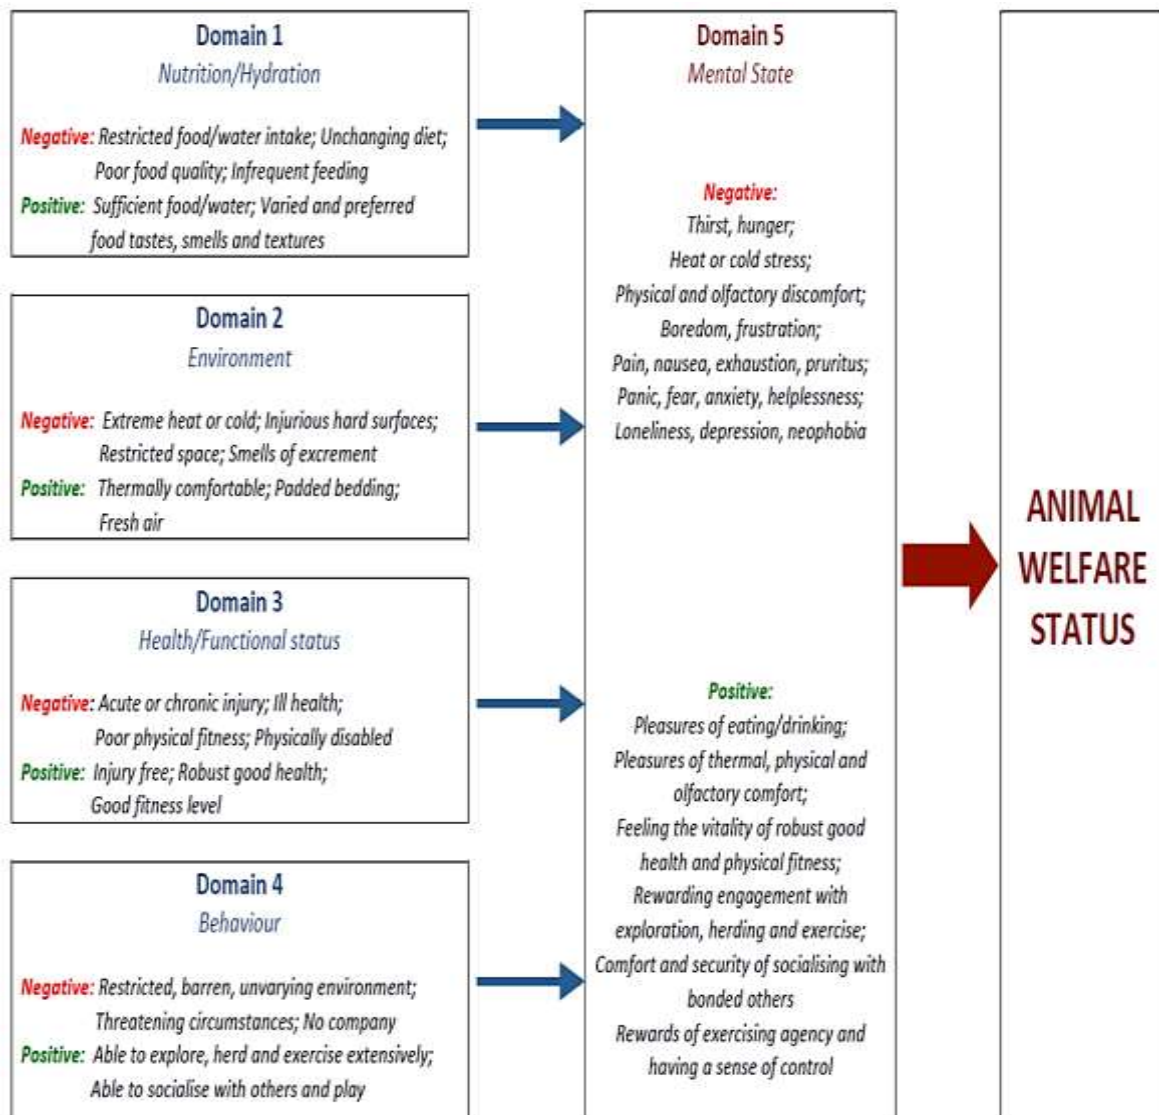 Domain 1
Nutrition/Hydration
Negative: Restricted food/water intake; Unchanging diet;
Poor food quality; Infrequent feeding
Positive: Sufficient food/water; Varied and preferred
food tastes, smells and textures
Domain 2
Environment
Negative: Extreme heat or cold; Injurious hard surfaces;
Restricted space; Smells of excrement
Positive: Thermally comfortable; Padded bedding;
Fresh air
Domain 3
Health/Functional status
Negative: Acute or chronic injury; Ill health;
Poor physical fitness; Physically disabled
Positive: Injury free; Robust good health;
Good fitness level
Domain 4
Behaviour
Negative: Restricted, barren, unvarying environment;
Threatening circumstances; No company
Positive: Able to explore, herd and exercise extensively;
Able to socialise with others and play
Domain 5
Mental State
Negative:
Thirst, hunger;
Heat or cold stress;
Physical and olfactory discomfort;
Boredom, frustration;
Pain, nausea, exhaustion, pruritus;
Panic, fear, anxiety, helplessness;
Loneliness, depression, neophobia
Positive:
Pleasures of eating/drinking;
Pleasures of thermal, physical and
olfactory comfort;
Feeling the vitality of robust good
health and physical fitness;
Rewarding engagement with
exploration, herding and exercise;
Comfort and security of socialising with
bonded others
Rewards of exercising agency and
having a sense of control
ANIMAL
WELFARE
STATUS